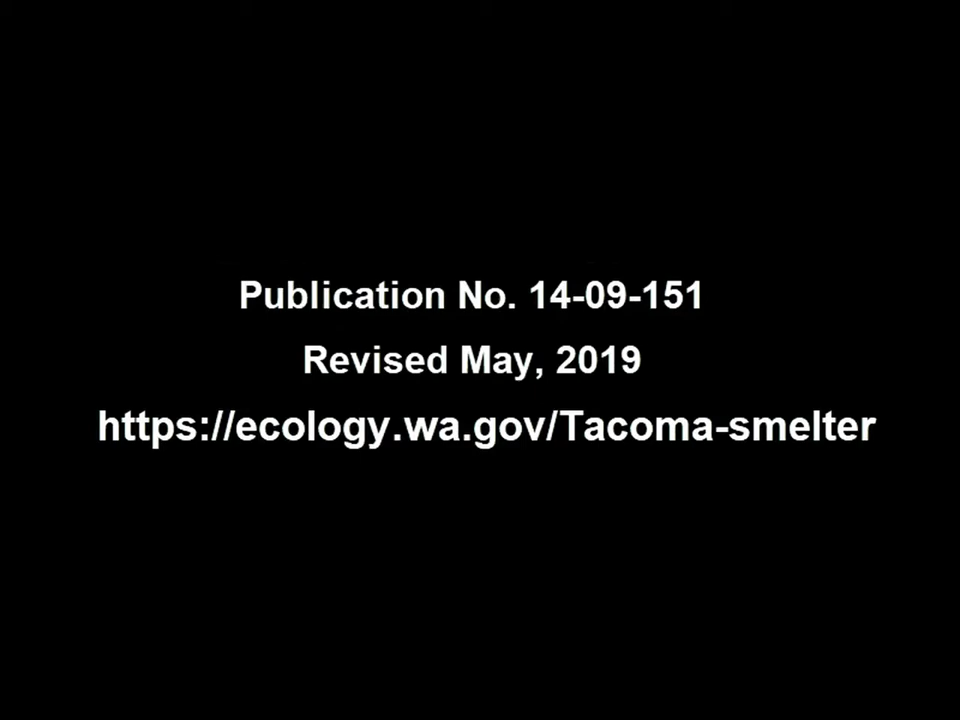 Publication No. 14-09-151
Revised May, 2019
https://ecology.wa.gov/Tacoma-smelter